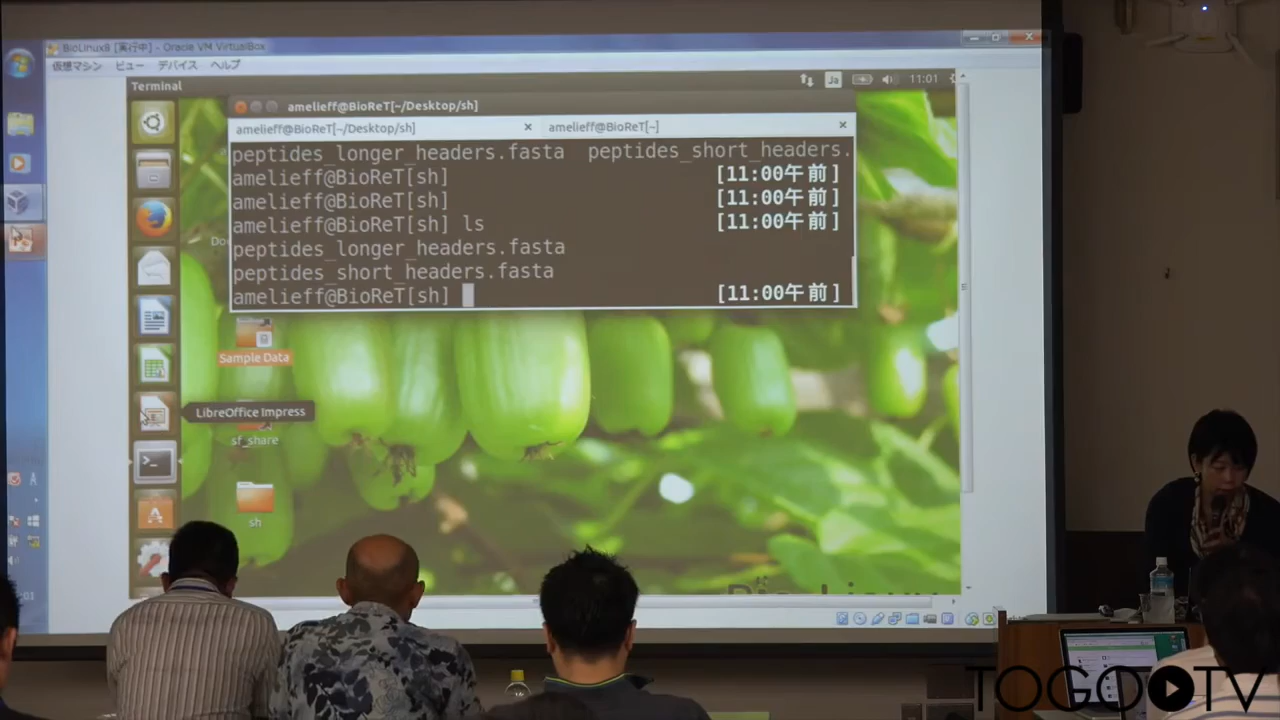 BioLinux8 [実行中] - Oracle VM VirtualBox
仮想マシン ビュー デバイス ヘルプ
Terminal
Ja
11:01
amelieff@BioReT[~/Desktop/sh]
amelieff@BioReT[~/Desktop/sh] × amelieff@BioReT[~] ×
peptides_longer_headers.fasta peptides_short_headers.
amelieff@BioReT[sh] [11:00午前]
amelieff@BioReT[sh] [11:00午前]
amelieff@BioReT[sh] ls [11:00午前]
peptides_longer_headers.fasta
peptides_short_headers.fasta
amelieff@BioReT[sh] [11:00午前]
Sample Data
LibreOffice Impress
sf_share
sh
TOGOTV